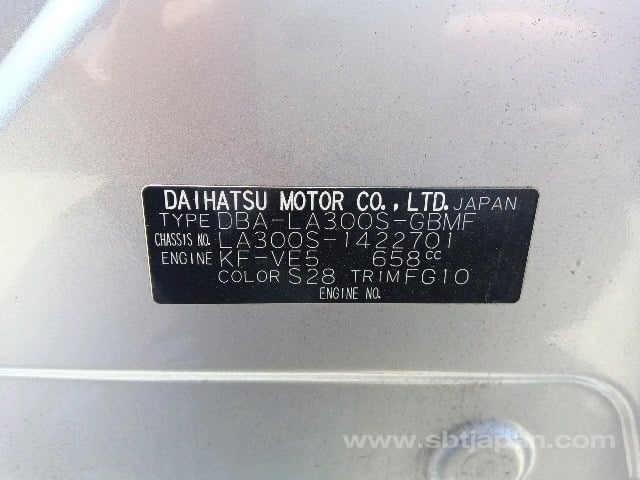 DAIHATSU MOTOR CO., LTD. JAPAN
TYPE DBA-LA300S-GBMF
CHASSIS NO. LA300S-1422701
ENGINE KF-VE5 658cc
COLOR S28 TRIM FG10
ENGINE NO.
www.sbtjapan.com